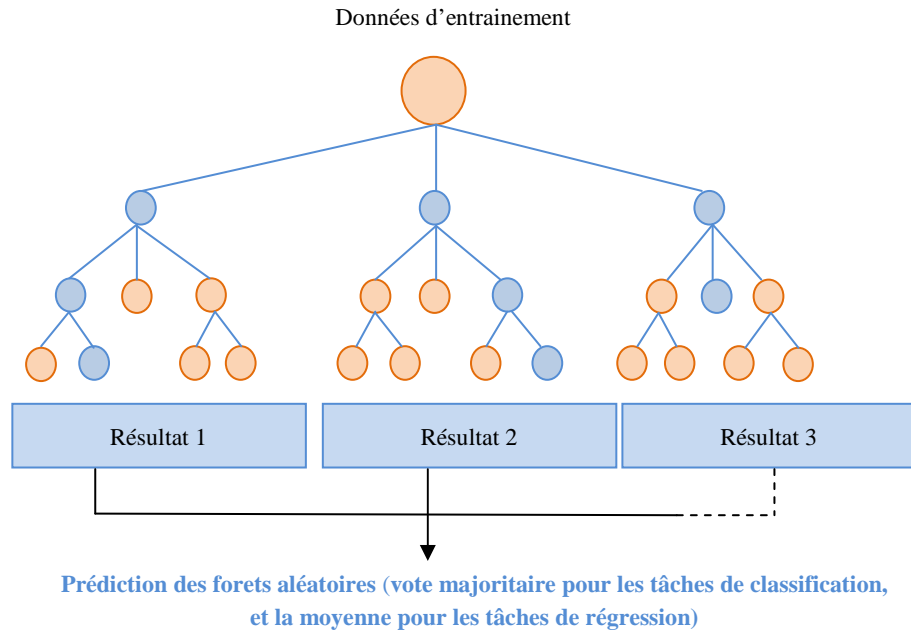 Données d’entrainement
Résultat 1
Résultat 2
Résultat 3
Prédiction des forets aléatoires (vote majoritaire pour les tâches de classification,
et la moyenne pour les tâches de régression)